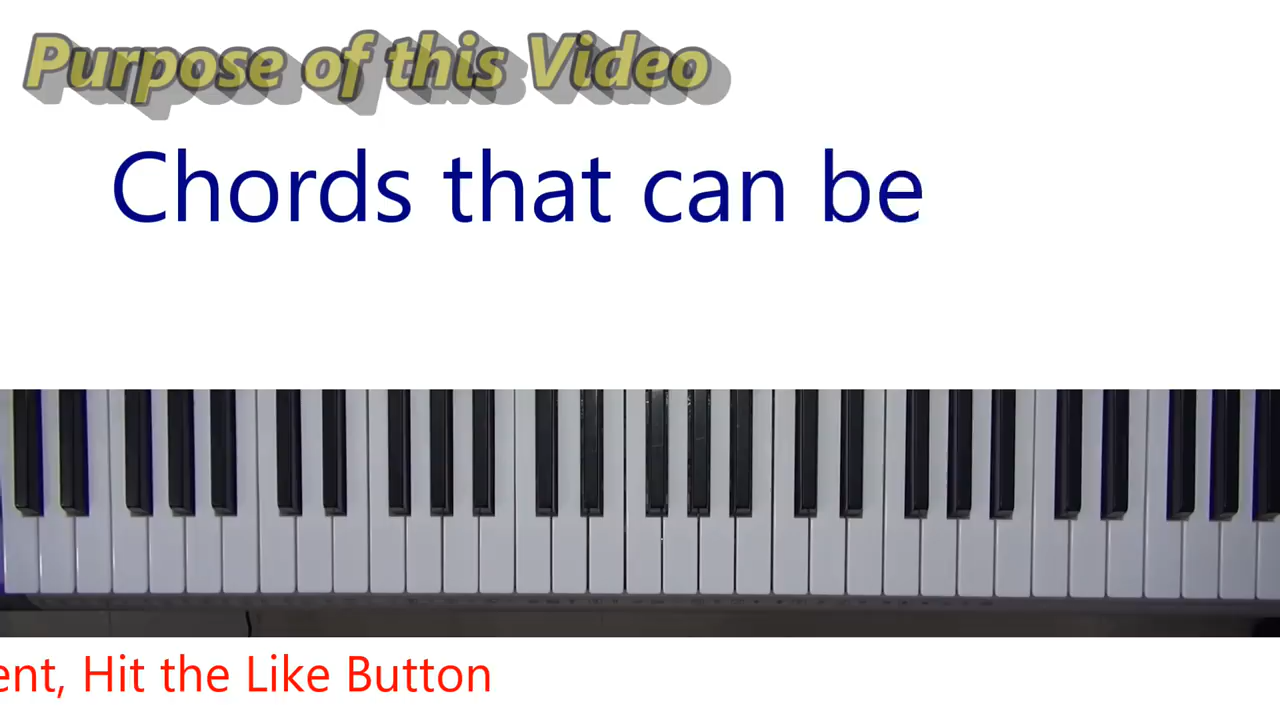 Purpose of this Video
Chords that can be
ent, Hit the Like Button